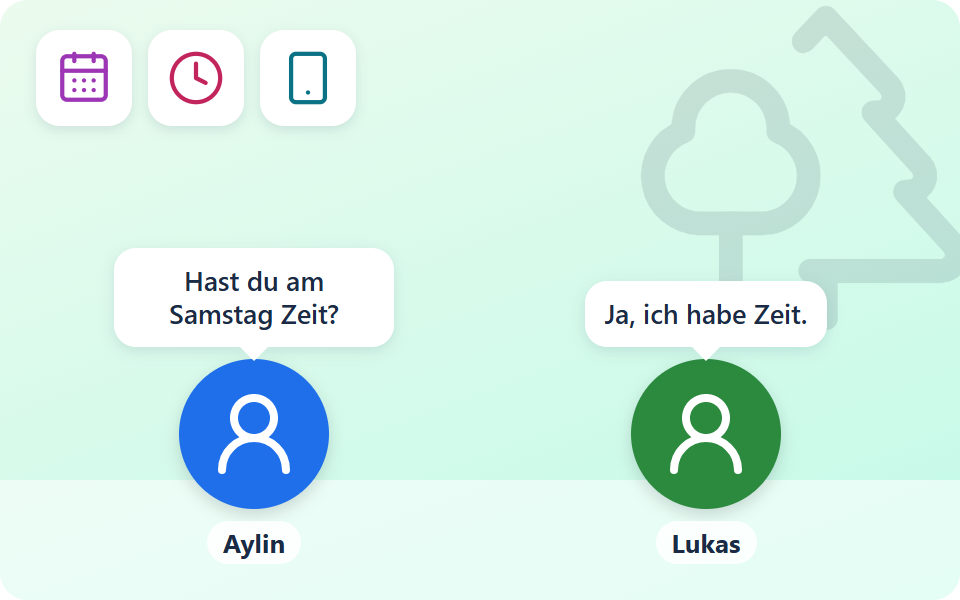 Hast du am
Samstag Zeit?
Ja, ich habe Zeit.
Aylin
Lukas